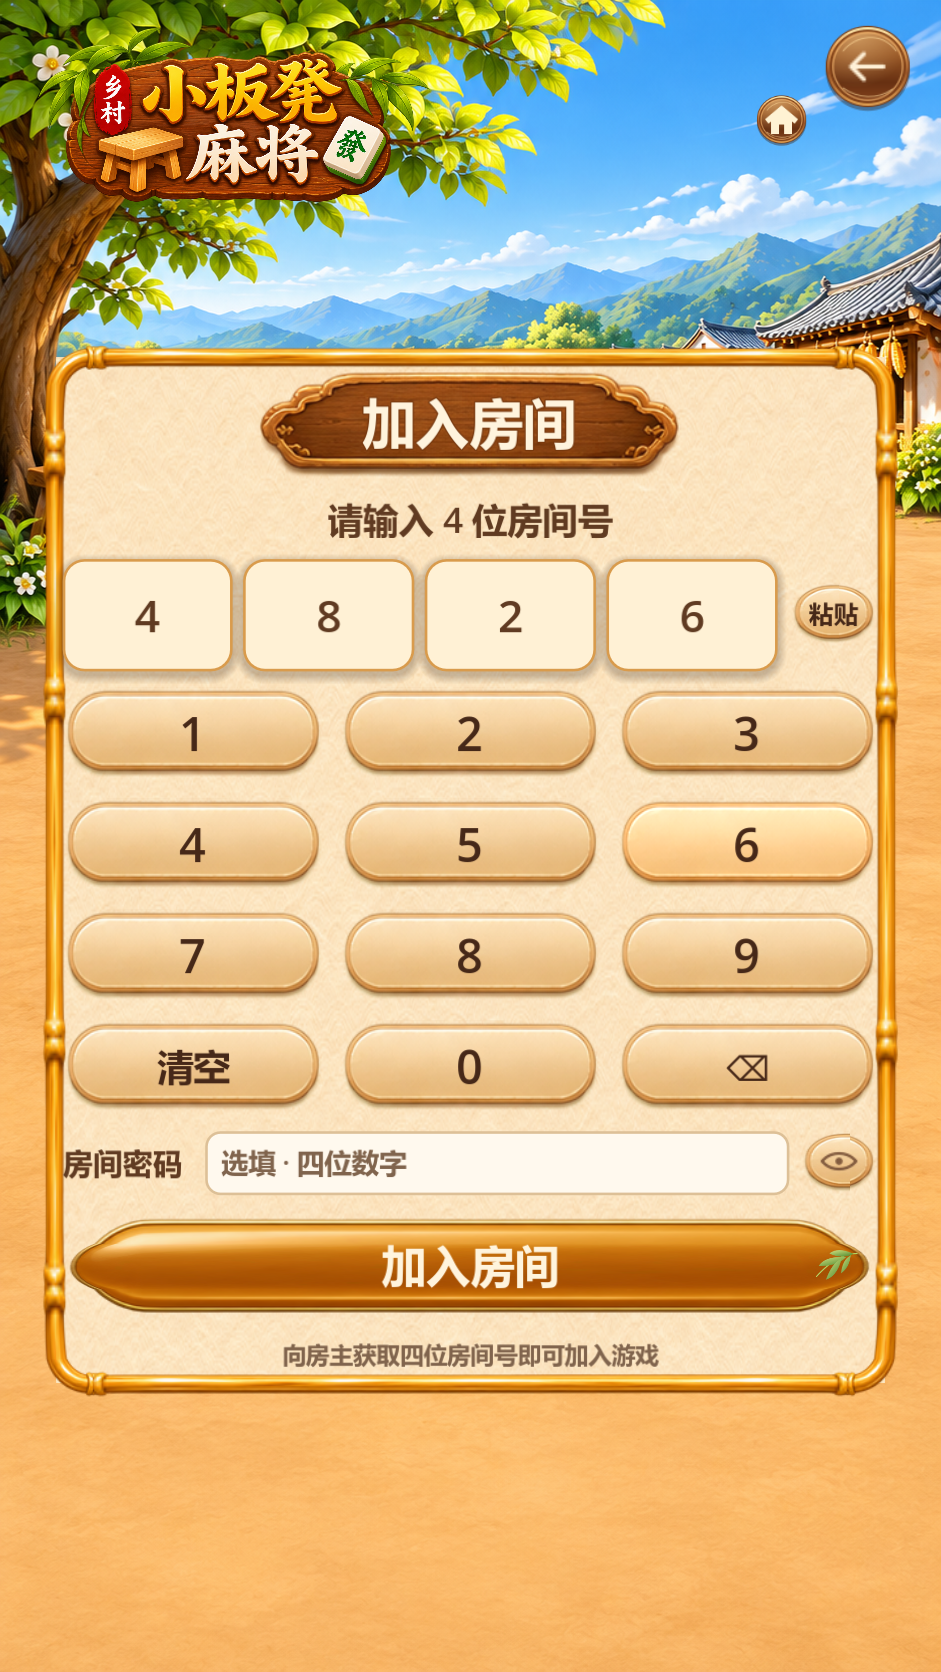 乡村
小板凳
麻将
發
加入房间
请输入 4 位房间号
4 8 2 6 粘贴
1 2 3
4 5 6
7 8 9
清空 0 ⌫
房间密码 选填 · 四位数字
加入房间
向房主获取四位房间号即可加入游戏